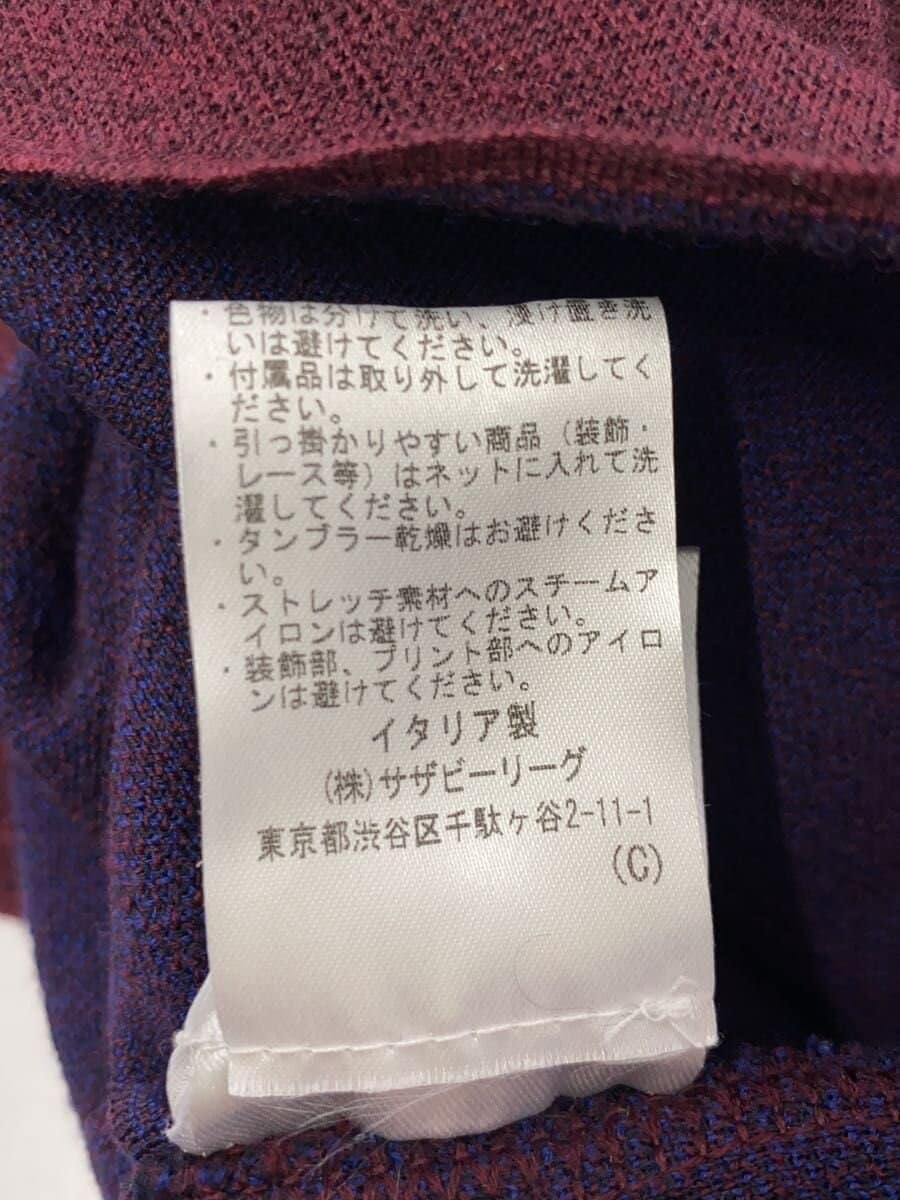 ・色物は分けて洗い、浸け置き洗
いは避けてください。
・付属品は取り外して洗濯してく
ださい。
・引っ掛かりやすい商品（装飾・
レース等）はネットに入れて洗
濯してください。
・タンブラー乾燥はお避けくださ
い。
・ストレッチ素材へのスチームア
イロンは避けてください。
・装飾部、プリント部へのアイロ
ンは避けてください。
イタリア製
(株)サザビーリーグ
東京都渋谷区千駄ヶ谷2-11-1
(C)